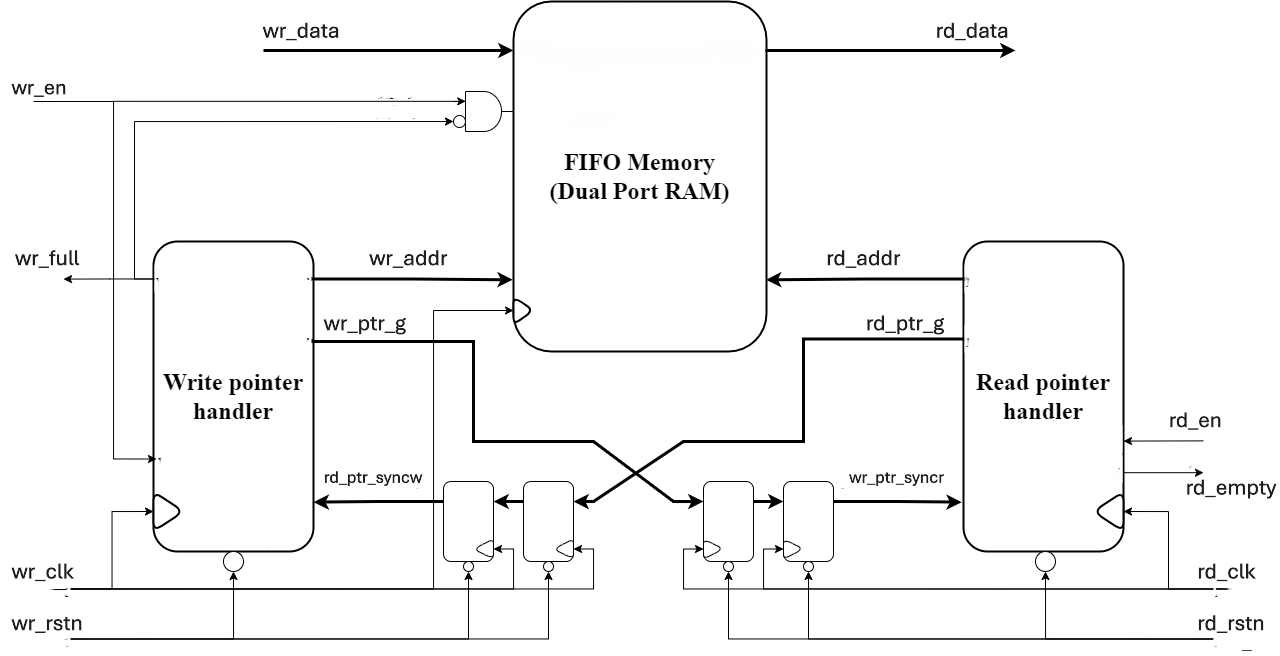 wr_data
rd_data
wr_en
FIFO Memory
(Dual Port RAM)
wr_full
wr_addr
rd_addr
wr_ptr_g
rd_ptr_g
Write pointer
handler
Read pointer
handler
rd_en
rd_ptr_syncw
wr_ptr_syncr
rd_empty
wr_clk
rd_clk
wr_rstn
rd_rstn